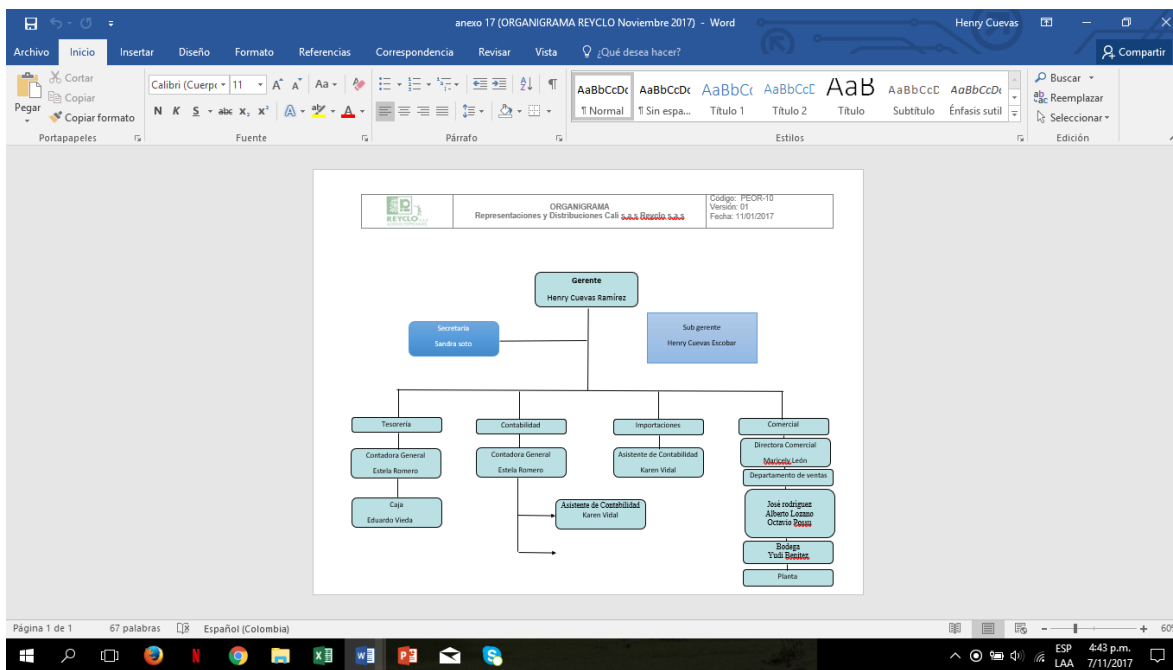 anexo 17 (ORGANIGRAMA REYCLO Noviembre 2017) - Word
Henry Cuevas
Archivo Inicio Insertar Diseño Formato Referencias Correspondencia Revisar Vista ¿Qué desea hacer? Compartir
Pegar
Cortar
Copiar
Copiar formato
Portapapeles
Calibri (Cuerp 11
N K S abc x₂ x²
Fuente
Párrafo
AaBbCcDc AaBbCcDc AaBbCc AaBbCcE AaB AaBbCcD AaBbCcDc
¶ Normal ¶ Sin espa... Título 1 Título 2 Título Subtítulo Énfasis sutil
Estilos
Buscar
Reemplazar
Seleccionar
Edición
REYCLO
ORGANIGRAMA
Representaciones y Distribuciones Cali s.a.s Reyclo s.a.s
Código: PEOR-10
Versión: 01
Fecha: 11/01/2017
Gerente
Henry Cuevas Ramírez
Secretaria
Sandra soto
Sub gerente
Henry Cuevas Escobar
Tesorería
Contadora General
Estela Romero
Caja
Eduardo Vieda
Contabilidad
Contadora General
Estela Romero
Asistente de Contabilidad
Karen Vidal
Importaciones
Asistente de Contabilidad
Karen Vidal
Comercial
Directora Comercial
Maricely León
Departamento de ventas
José rodriguez
Alberto Lozano
Octavio Possu
Bodega
Yudi Benitez
Planta
Página 1 de 1 67 palabras Español (Colombia)
60%
ESP
LAA
4:43 p.m.
7/11/2017